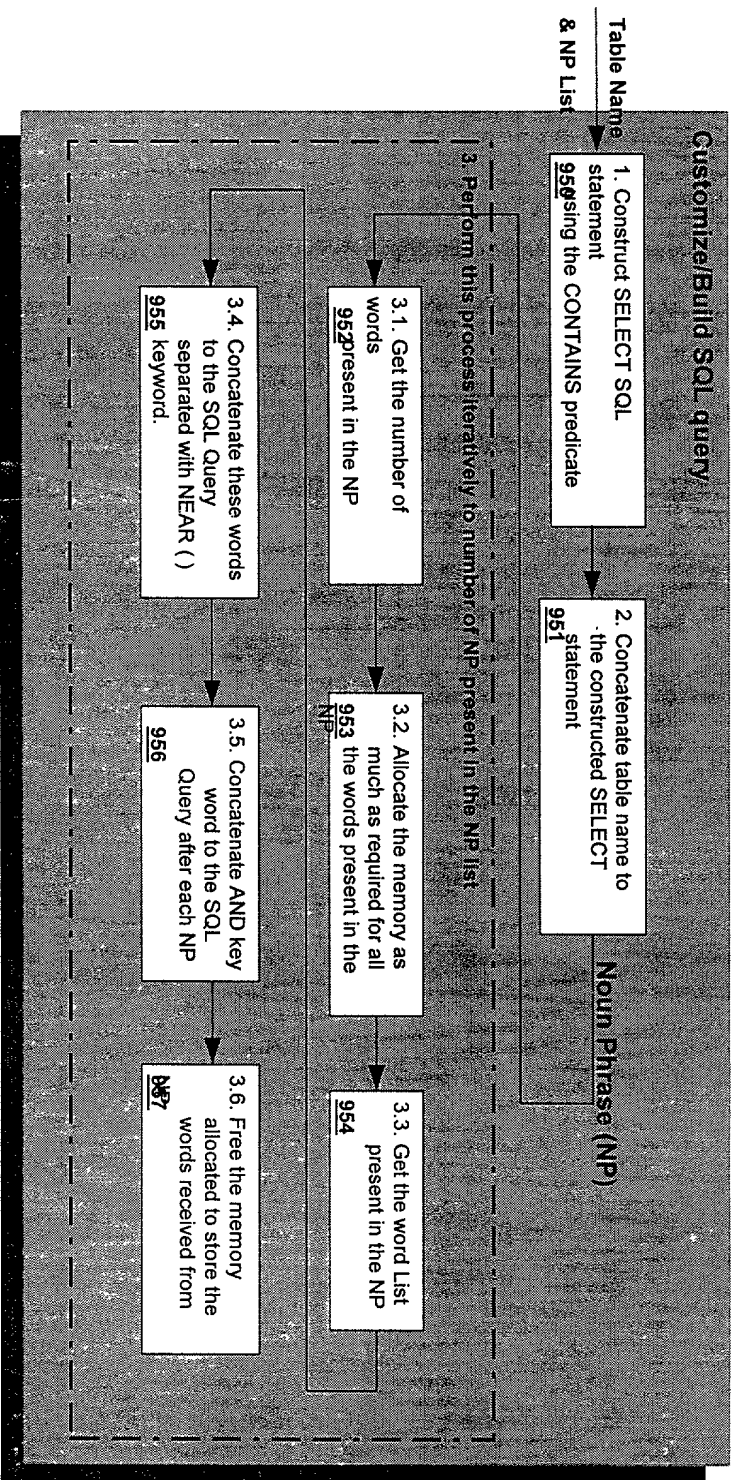 Customize/Build SQL query
Table Name
& NP List
1. Construct SELECT SQL
statement
950 using the CONTAINS predicate
2. Concatenate table name to
- the constructed SELECT
951 statement
Noun Phrase (NP)
3. Perform this process iteratively to number of NP present in the NP list
3.1. Get the number of
words
952 present in the NP
3.2. Allocate the memory as
much as required for all
953 the words present in the
NP
3.3. Get the word List
954 present in the NP
3.4. Concatenate these words
to the SQL Query
separated with NEAR ( )
955 keyword.
3.5. Concatenate AND key
word to the SQL
Query after each NP
956
3.6. Free the memory
allocated to store the
words received from
NP
957